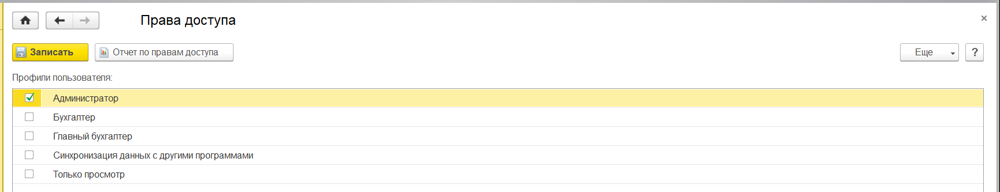 Права доступа
Записать Отчет по правам доступа Еще ?
Профили пользователя:
Администратор
Бухгалтер
Главный бухгалтер
Синхронизация данных с другими программами
Только просмотр